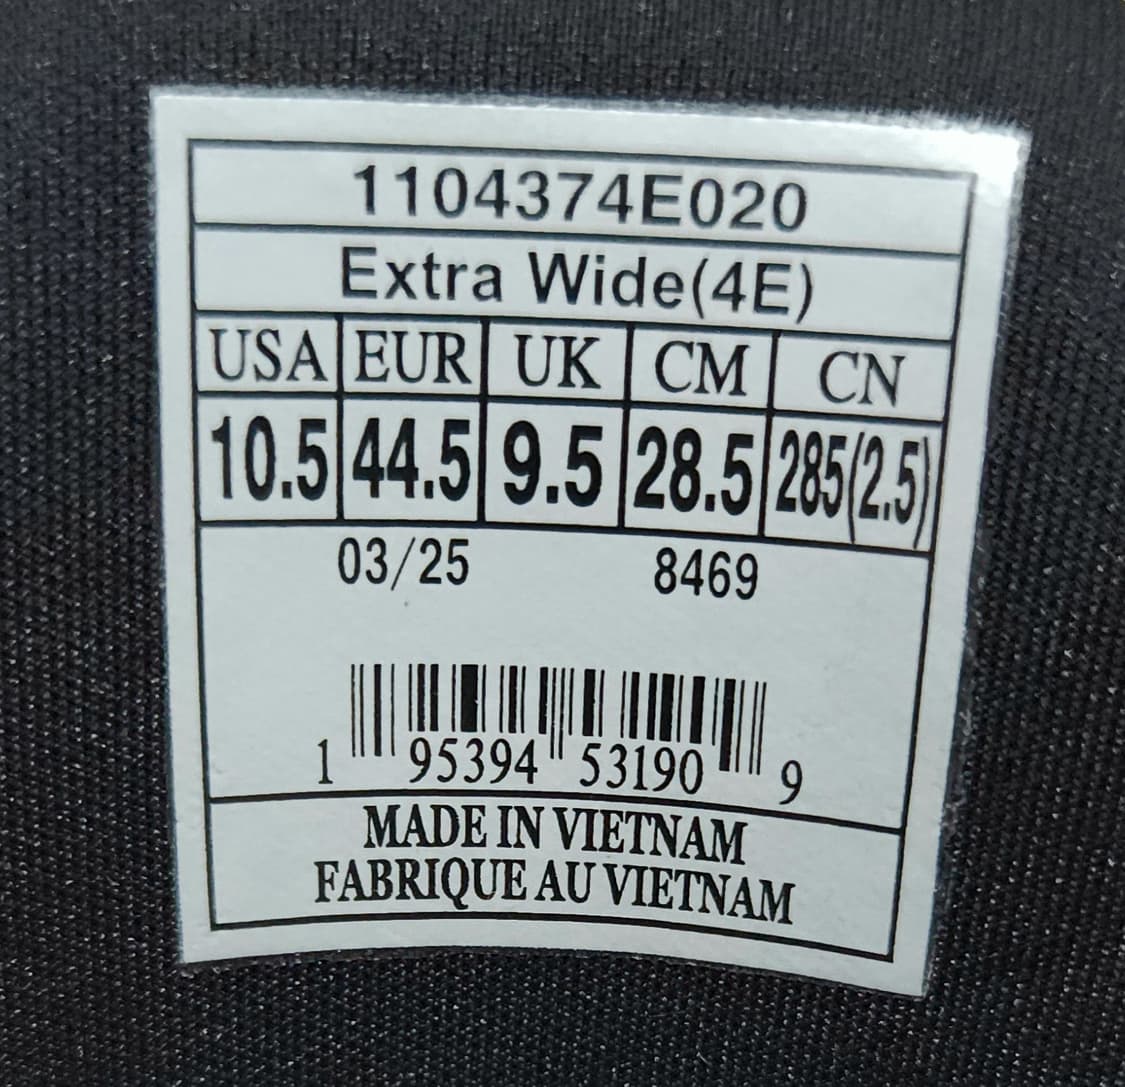 1104374E020
Extra Wide(4E)
USA EUR UK CM CN
10.5 44.5 9.5 28.5 285(2.5)
03/25 8469
1 95394 53190 9
MADE IN VIETNAM
FABRIQUE AU VIETNAM